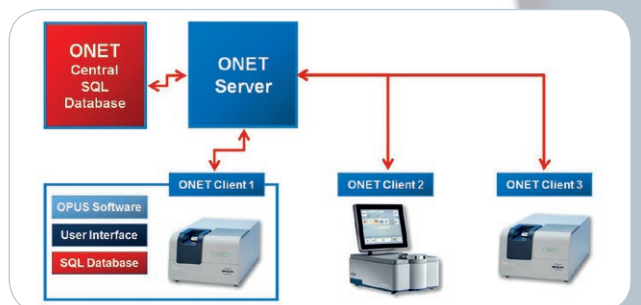 ONET
Central
SQL
Database
ONET
Server
ONET Client 1
ONET Client 2
ONET Client 3
OPUS Software
User Interface
SQL Database